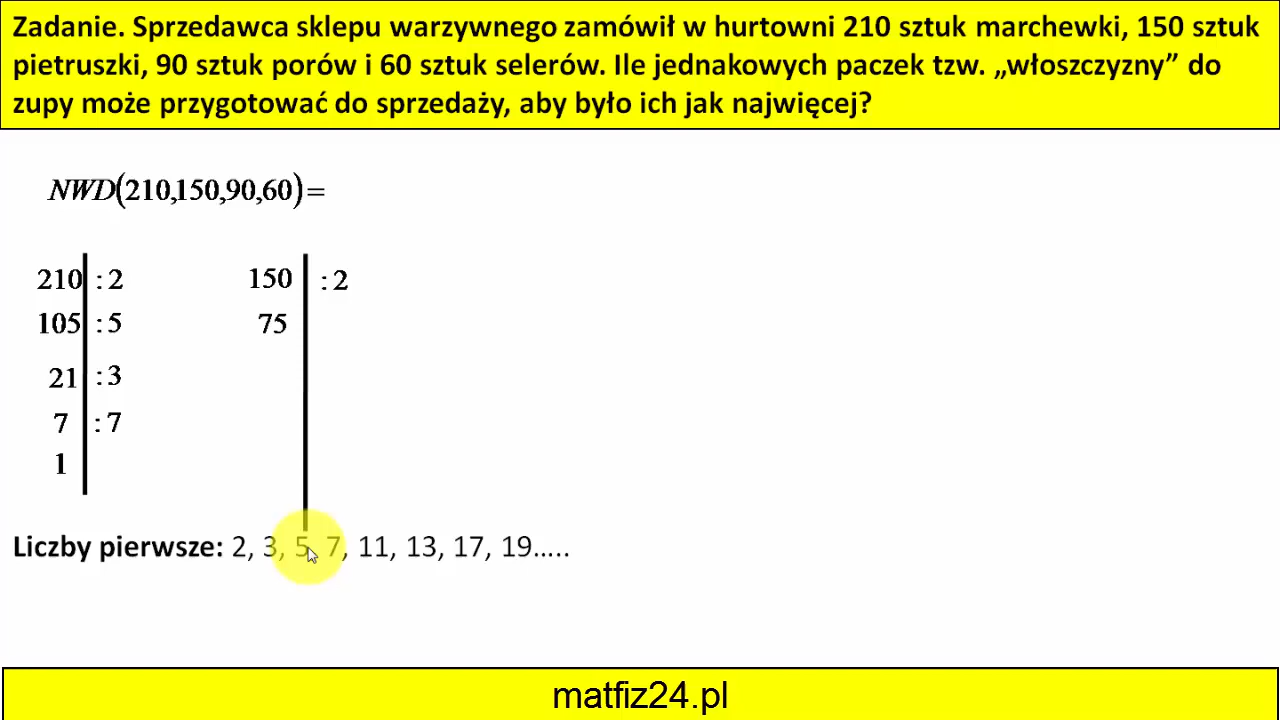 Zadanie. Sprzedawca sklepu warzywnego zamówił w hurtowni 210 sztuk marchewki, 150 sztuk
pietruszki, 90 sztuk porów i 60 sztuk selerów. Ile jednakowych paczek tzw. „włoszczyzny” do
zupy może przygotować do sprzedaży, aby było ich jak najwięcej?
NWD(210,150,90,60)=
210 :2 150 :2
105 :5 75
21 :3
7 :7
1
Liczby pierwsze: 2, 3, 5, 7, 11, 13, 17, 19…..
matfiz24.pl